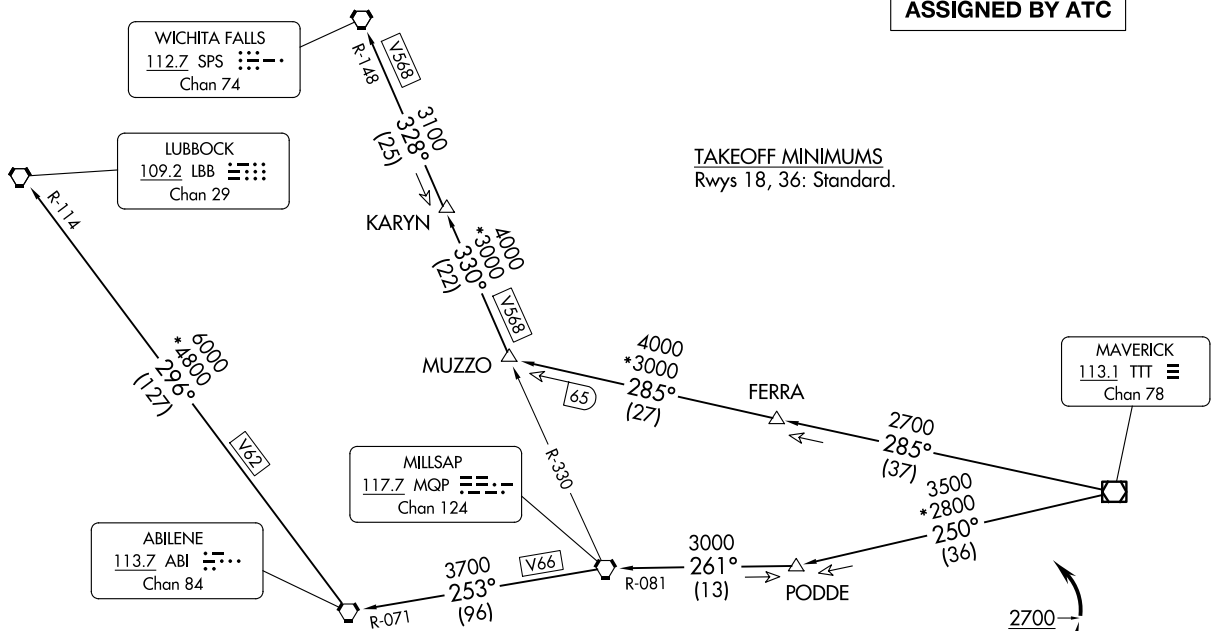 ASSIGNED BY ATC
WICHITA FALLS
112.7 SPS
Chan 74
R-148
V568
3100
328°
(25)
LUBBOCK
109.2 LBB
Chan 29
R-114
TAKEOFF MINIMUMS
Rwys 18, 36: Standard.
KARYN
4000
*3000
330°
(22)
V568
6000
*4800
296°
(127)
V62
MUZZO
4000
*3000
285°
(27)
65
FERRA
MAVERICK
113.1 TTT
Chan 78
2700
285°
(37)
R-330
MILLSAP
117.7 MQP
Chan 124
3500
*2800
250°
(36)
ABILENE
113.7 ABI
Chan 84
3700
253°
(96)
V66
R-071
3000
261°
(13)
R-081
PODDE
2700